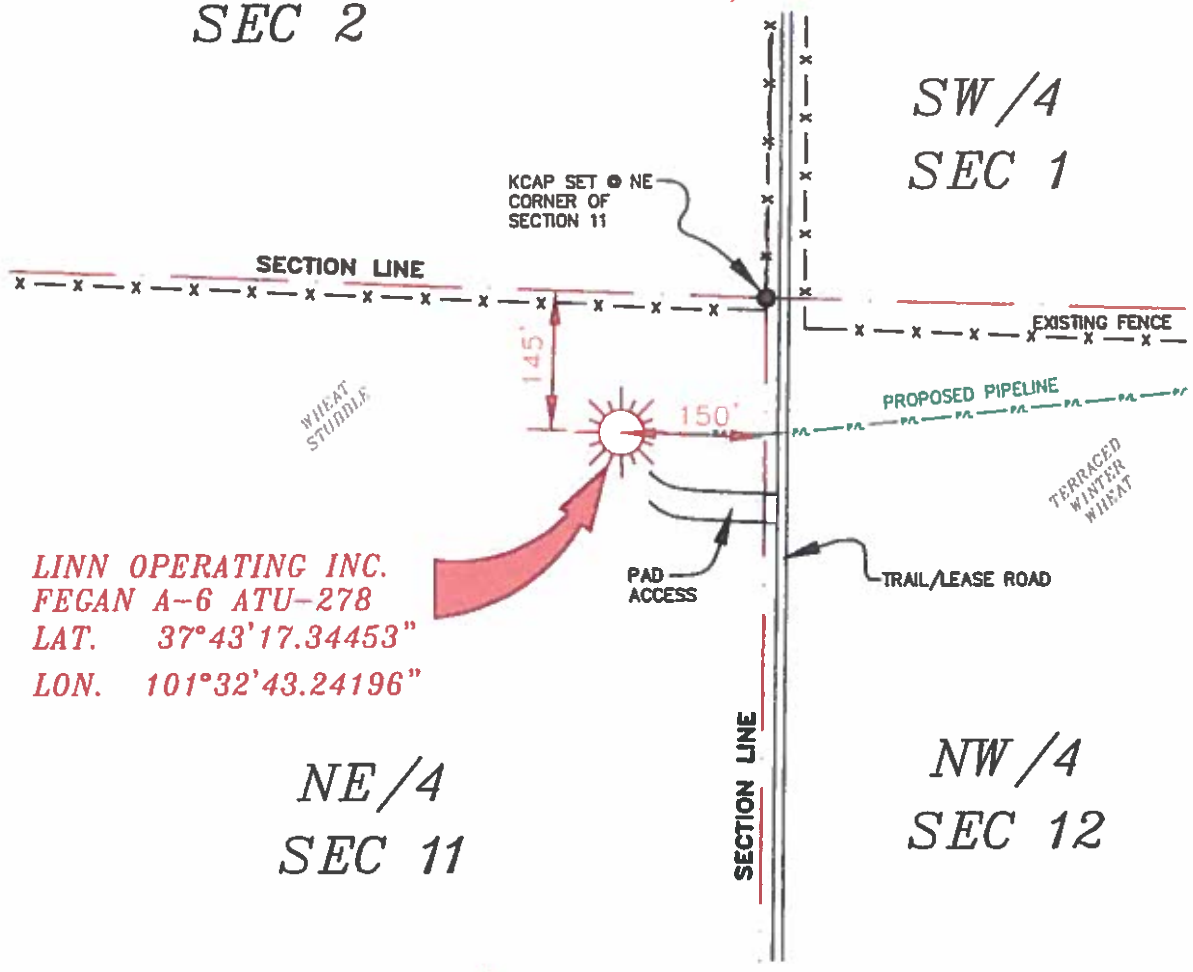 SEC 2
SW/4
SEC 1
KCAP SET @ NE
CORNER OF
SECTION 11
SECTION LINE
EXISTING FENCE
145'
WHEAT
STUBBLE
150'
PROPOSED PIPELINE
TERRACED
WINTER
WHEAT
LINN OPERATING INC.
FEGAN A-6 ATU-278
LAT. 37°43'17.34453"
LON. 101°32'43.24196"
PAD
ACCESS
TRAIL/LEASE ROAD
SECTION LINE
NE/4
SEC 11
NW/4
SEC 12